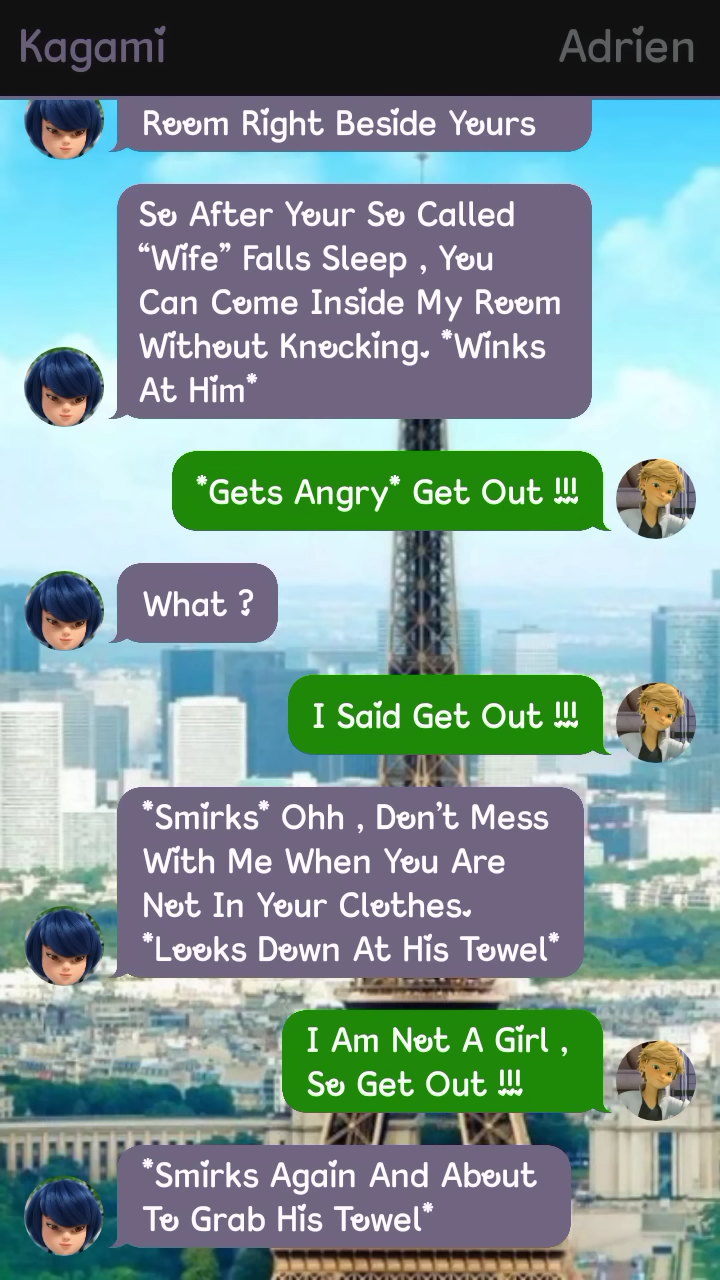 Kagami Adrien
Room Right Beside Yours
So After Your So Called
“Wife” Falls Sleep , You
Can Come Inside My Room
Without Knocking. *Winks
At Him*
*Gets Angry* Get Out !!!
What ?
I Said Get Out !!!
*Smirks* Ohh , Don’t Mess
With Me When You Are
Not In Your Clothes.
*Looks Down At His Towel*
I Am Not A Girl ,
So Get Out !!!
*Smirks Again And About
To Grab His Towel*